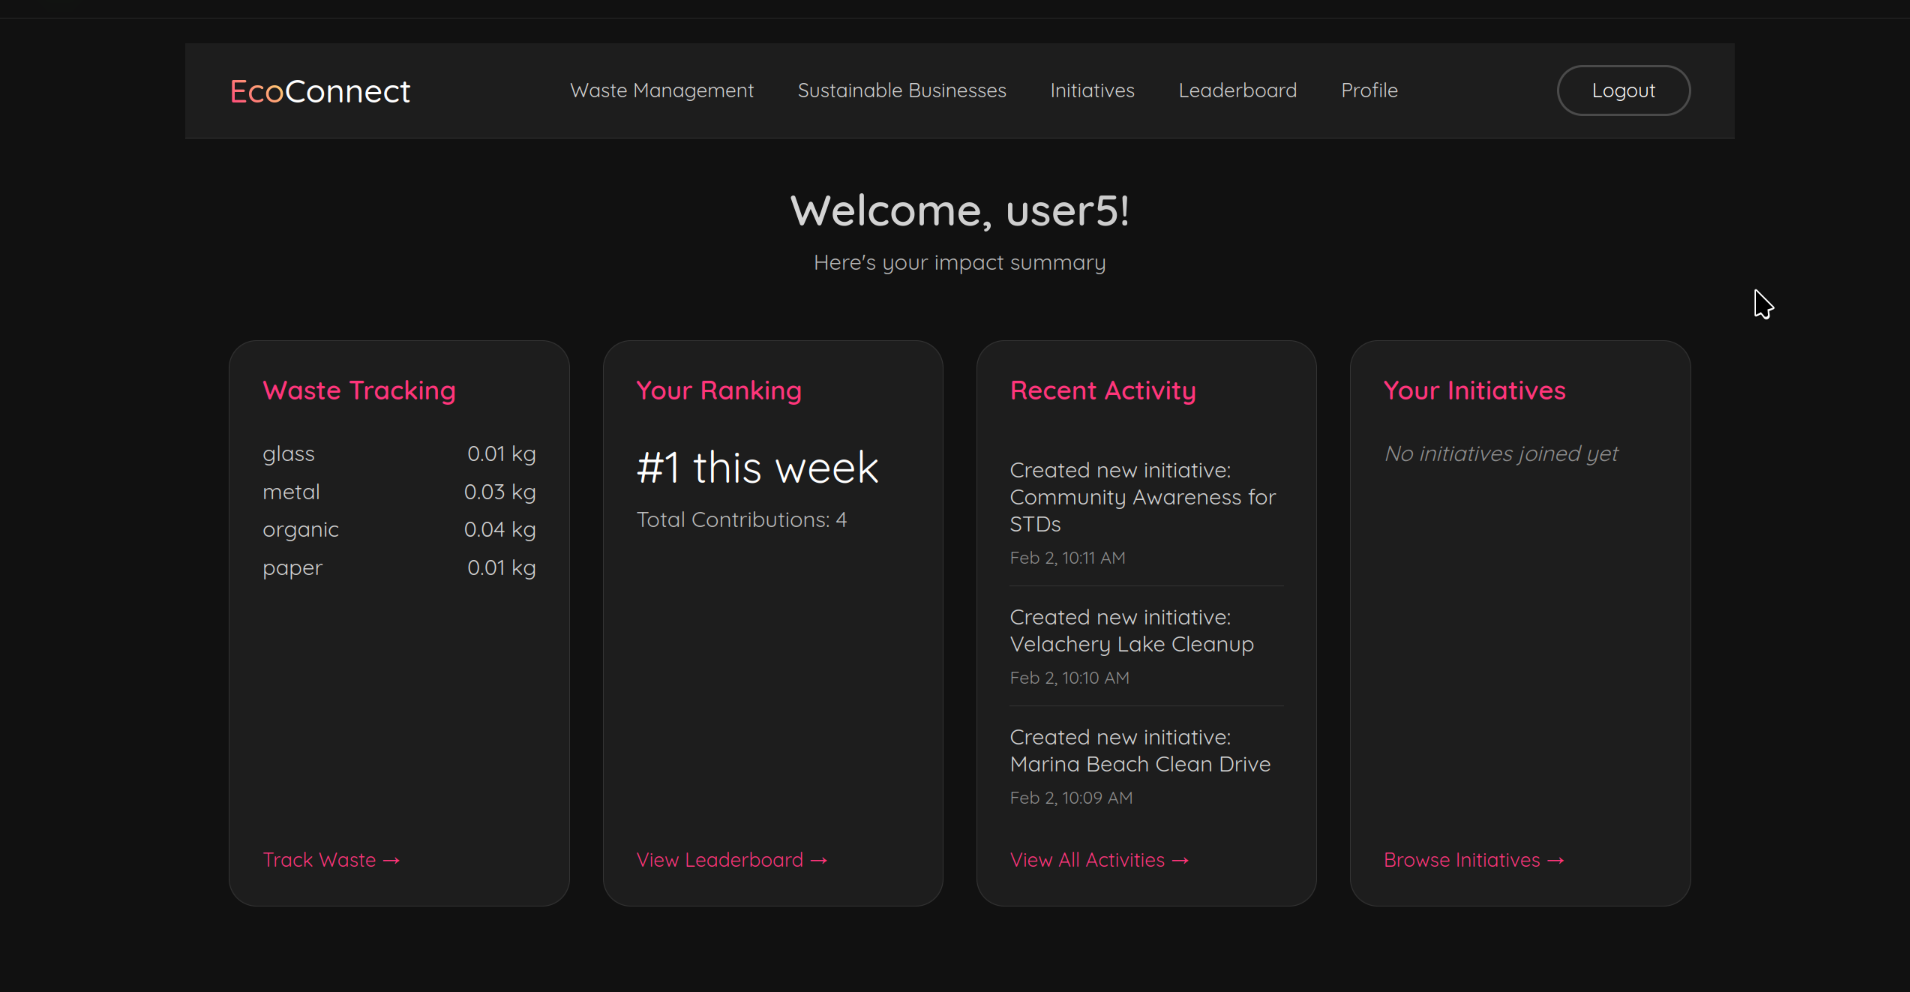 EcoConnect
Waste Management
Sustainable Businesses
Initiatives
Leaderboard
Profile
Logout
Welcome, user5!
Here's your impact summary
Waste Tracking
glass 0.01 kg
metal 0.03 kg
organic 0.04 kg
paper 0.01 kg
Track Waste →
Your Ranking
#1 this week
Total Contributions: 4
View Leaderboard →
Recent Activity
Created new initiative:
Community Awareness for
STDs
Feb 2, 10:11 AM
Created new initiative:
Velachery Lake Cleanup
Feb 2, 10:10 AM
Created new initiative:
Marina Beach Clean Drive
Feb 2, 10:09 AM
View All Activities →
Your Initiatives
No initiatives joined yet
Browse Initiatives →